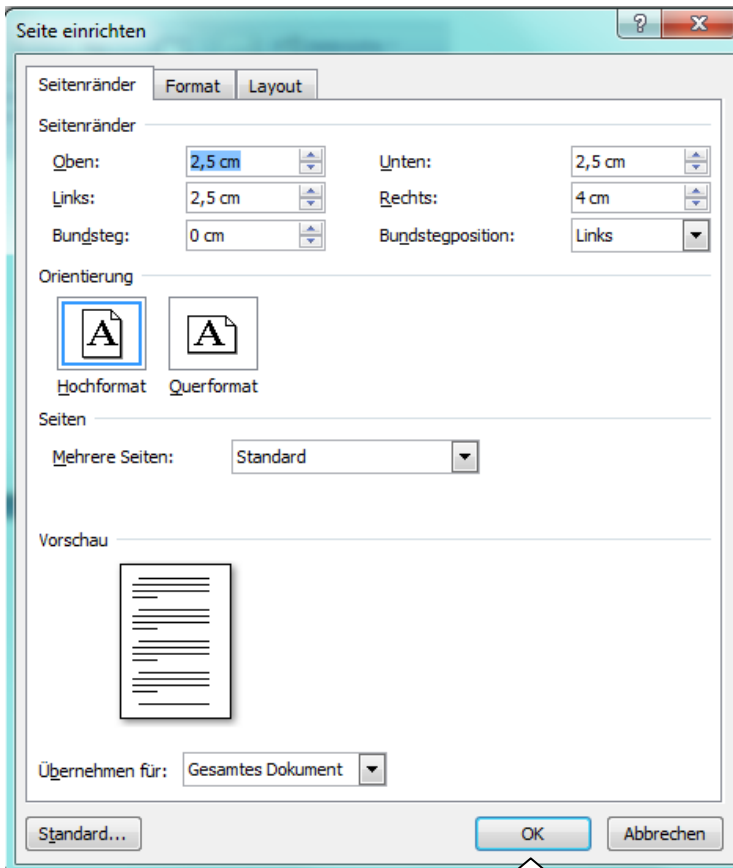 Seite einrichten
Seitenränder Format Layout
Seitenränder
Oben: 2,5 cm Unten: 2,5 cm
Links: 2,5 cm Rechts: 4 cm
Bundsteg: 0 cm Bundstegposition: Links
Orientierung
A A
Hochformat Querformat
Seiten
Mehrere Seiten: Standard
Vorschau
Übernehmen für: Gesamtes Dokument
Standard... OK Abbrechen